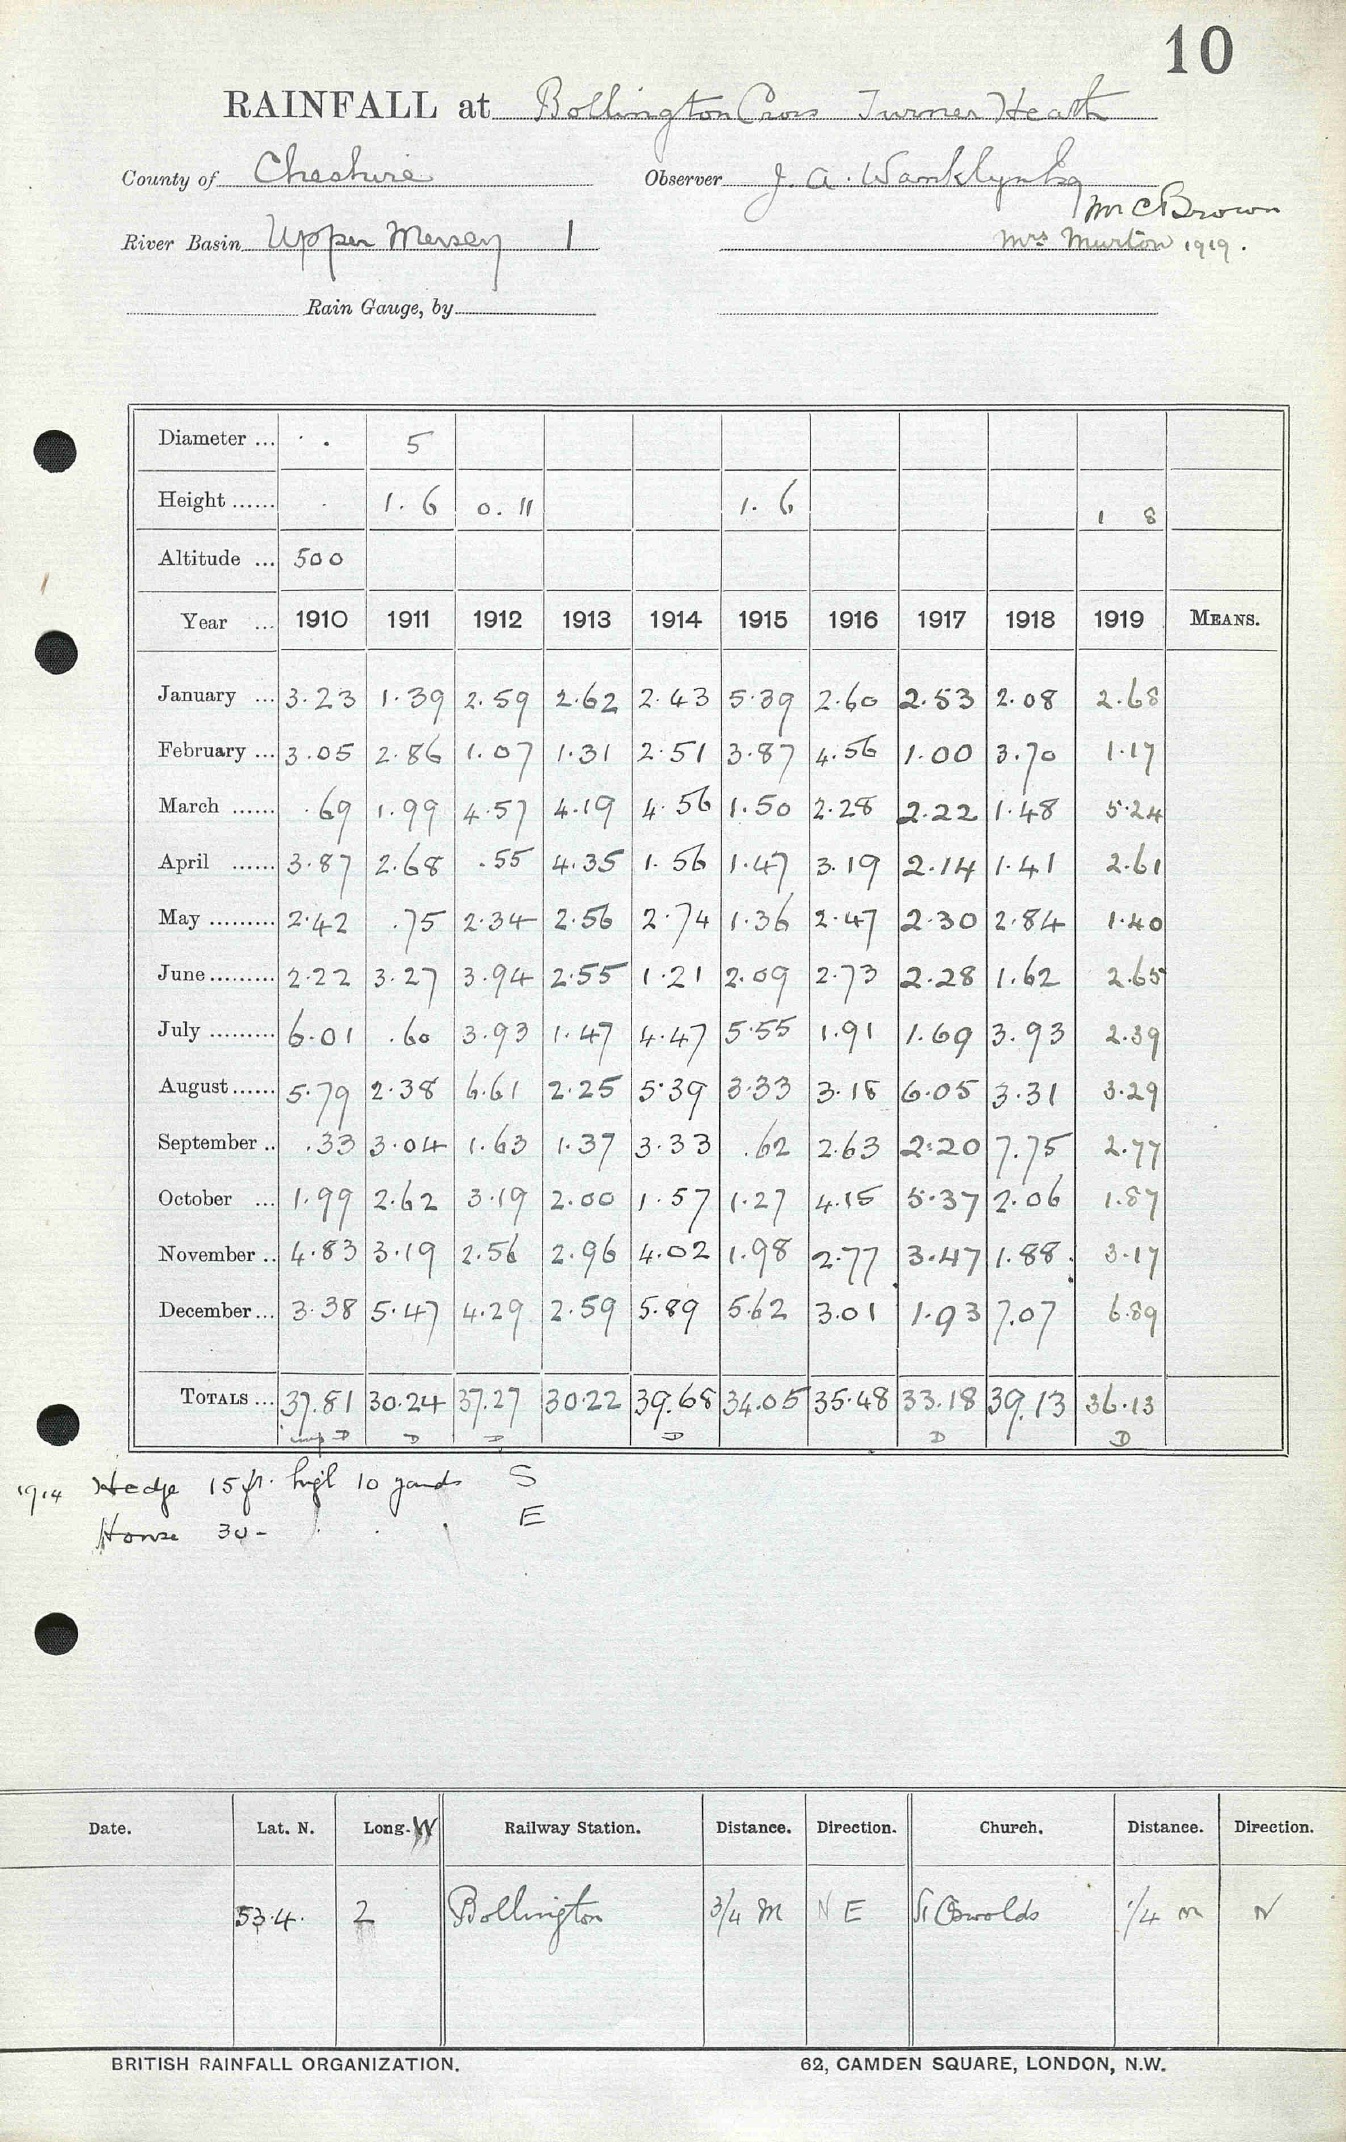 10
RAINFALL at Bollington Cross Turner Heath
County of Cheshire Observer J. A. Wanklyn Esq
Mr C Brown
River Basin Upper Mersey 1 Mrs Murton 1919.
Rain Gauge, by
Diameter ... . . 5
Height ...... . 1.6 0.11 1.6 1 8
Altitude ... 500
Year ... 1910 1911 1912 1913 1914 1915 1916 1917 1918 1919 MEANS.
January ... 3.23 1.39 2.59 2.62 2.43 5.39 2.60 2.53 2.08 2.68
February ... 3.05 2.86 1.07 1.31 2.51 3.87 4.56 1.00 3.70 1.17
March ...... .69 1.99 4.57 4.19 4.56 1.50 2.28 2.22 1.48 5.24
April ...... 3.87 2.68 .55 4.35 1.56 1.47 3.19 2.14 1.41 2.61
May ......... 2.42 .75 2.34 2.56 2.74 1.36 2.47 2.30 2.84 1.40
June ......... 2.22 3.27 3.94 2.55 1.21 2.09 2.73 2.28 1.62 2.65
July ......... 6.01 .60 3.93 1.47 4.47 5.55 1.91 1.69 3.93 2.39
August ...... 5.79 2.38 6.61 2.25 5.39 3.33 3.18 6.05 3.31 3.29
September .. .33 3.04 1.63 1.37 3.33 .62 2.63 2.20 7.75 2.77
October ... 1.99 2.62 3.19 2.00 1.57 1.27 4.15 5.37 2.06 1.87
November .. 4.83 3.19 2.56 2.96 4.02 1.98 2.77 3.47 1.88 3.17
December ... 3.38 5.47 4.29 2.59 5.89 5.62 3.01 1.93 7.07 6.89
TOTALS ... 37.81 30.24 37.27 30.22 39.68 34.05 35.48 33.18 39.13 36.13
D D D D D D
1914 Hedge 15 ft. high 10 yards S
House 30 - . . . E
Date. Lat. N. Long. W Railway Station. Distance. Direction. Church. Distance. Direction.
53.4. 2 Bollington 3/4 M N E St Oswolds 1/4 m N
BRITISH RAINFALL ORGANIZATION. 62, CAMDEN SQUARE, LONDON, N.W.